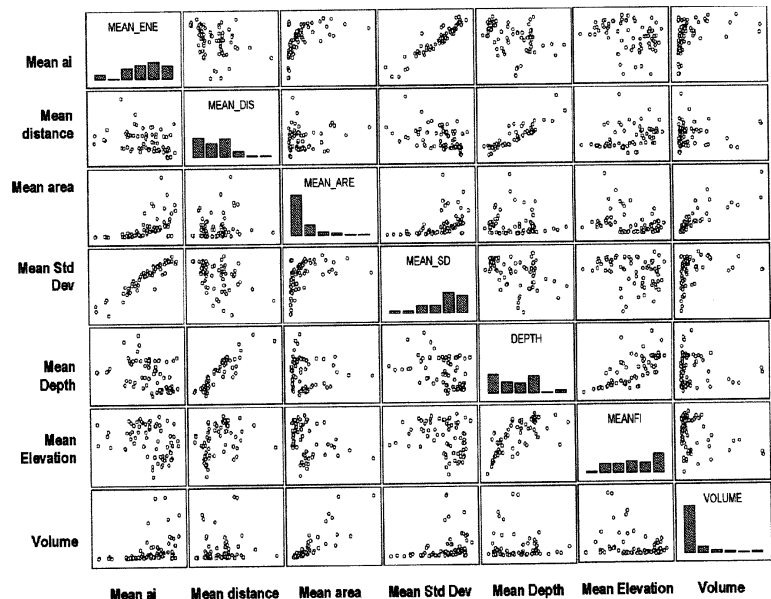 MEAN_ENE
Mean ai
MEAN_DIS
Mean
distance
MEAN_ARE
Mean area
MEAN_SD
Mean Std
Dev
DEPTH
Mean
Depth
MEANFI
Mean
Elevation
VOLUME
Volume
Mean ai Mean distance Mean area Mean Std Dev Mean Depth Mean Elevation Volume